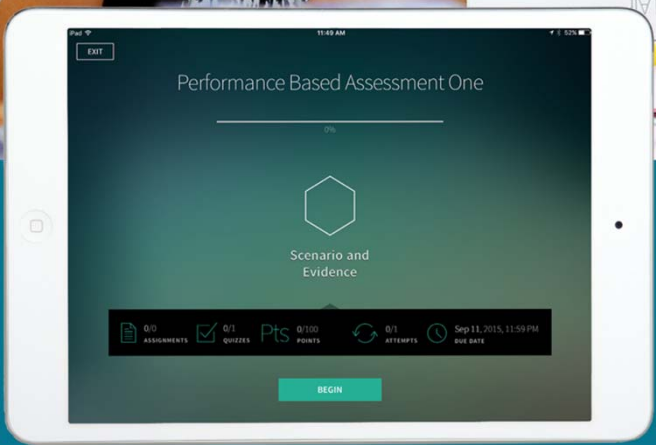 iPad
11:49 AM
52%
EXIT
Performance Based Assessment One
0%
Scenario and
Evidence
0/0
ASSIGNMENTS
0/1
QUIZZES
Pts
0/100
POINTS
0/1
ATTEMPTS
Sep 11, 2015, 11:59 PM
DUE DATE
BEGIN